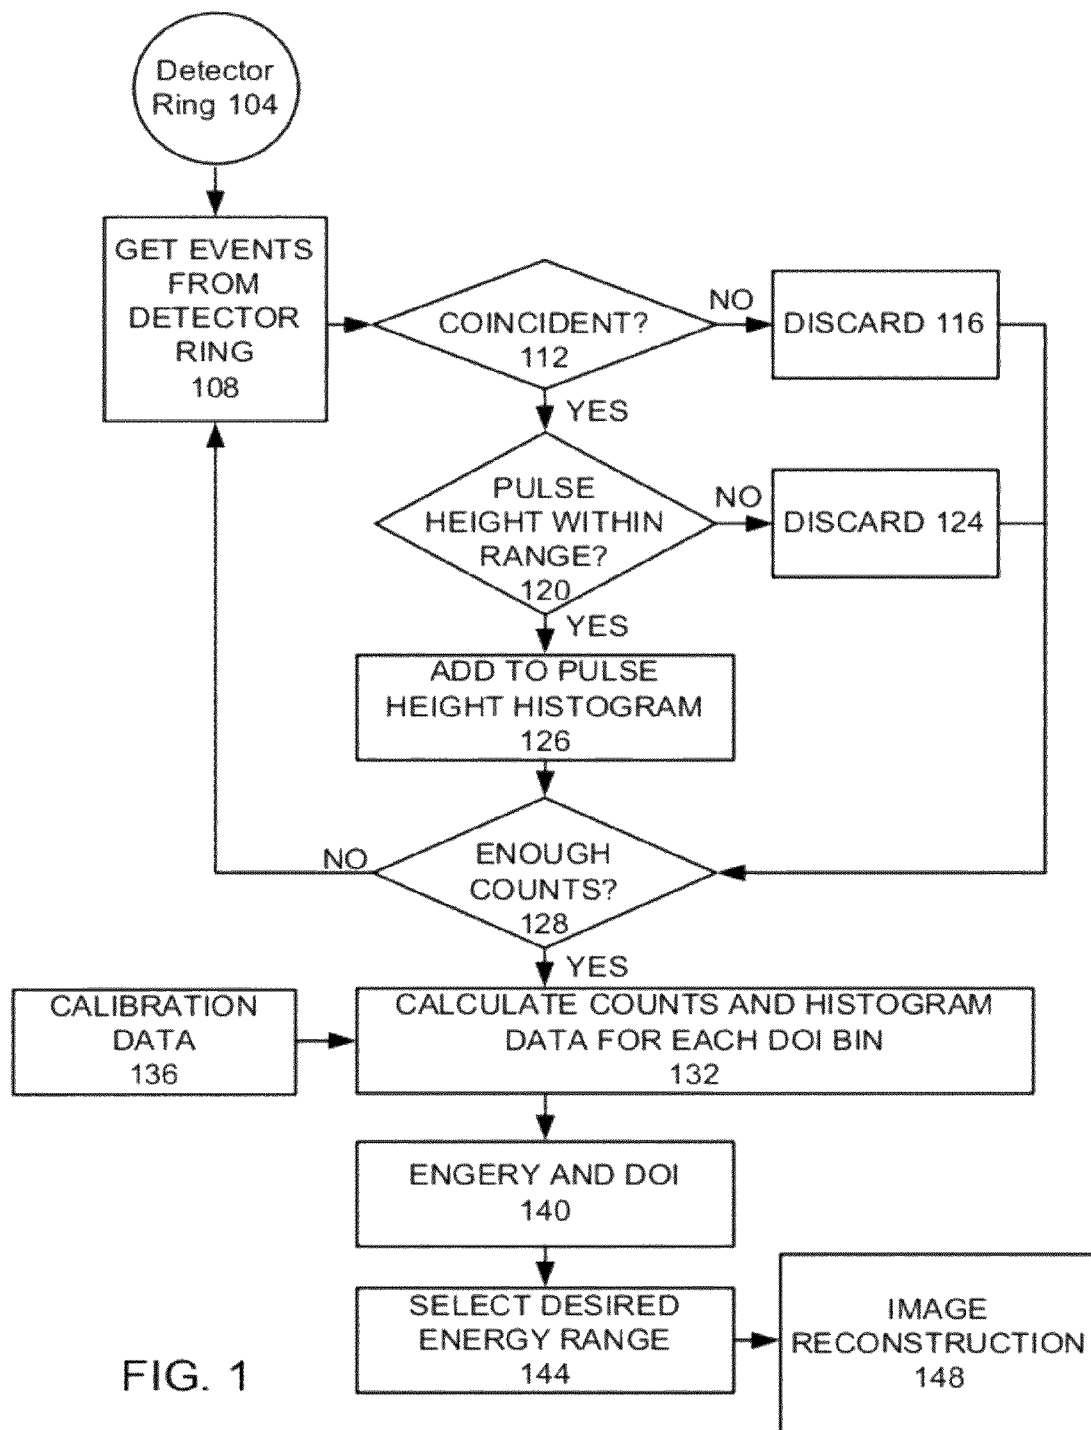 Detector
Ring 104
GET EVENTS
FROM
DETECTOR
RING
108
COINCIDENT?
112
NO
DISCARD 116
YES
PULSE
HEIGHT WITHIN
RANGE?
120
NO
DISCARD 124
YES
ADD TO PULSE
HEIGHT HISTOGRAM
126
ENOUGH
COUNTS?
128
NO
YES
CALIBRATION
DATA
136
CALCULATE COUNTS AND HISTOGRAM
DATA FOR EACH DOI BIN
132
ENGERY AND DOI
140
SELECT DESIRED
ENERGY RANGE
144
IMAGE
RECONSTRUCTION
148
FIG. 1